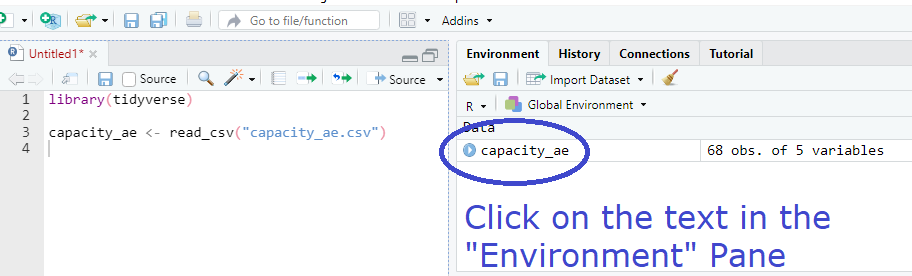 Go to file/function
Addins
Untitled1*
Source
Source
1 library(tidyverse)
2
3 capacity_ae <- read_csv("capacity_ae.csv")
4
Environment History Connections Tutorial
Import Dataset
R Global Environment
Data
capacity_ae 68 obs. of 5 variables
Click on the text in the
"Environment" Pane